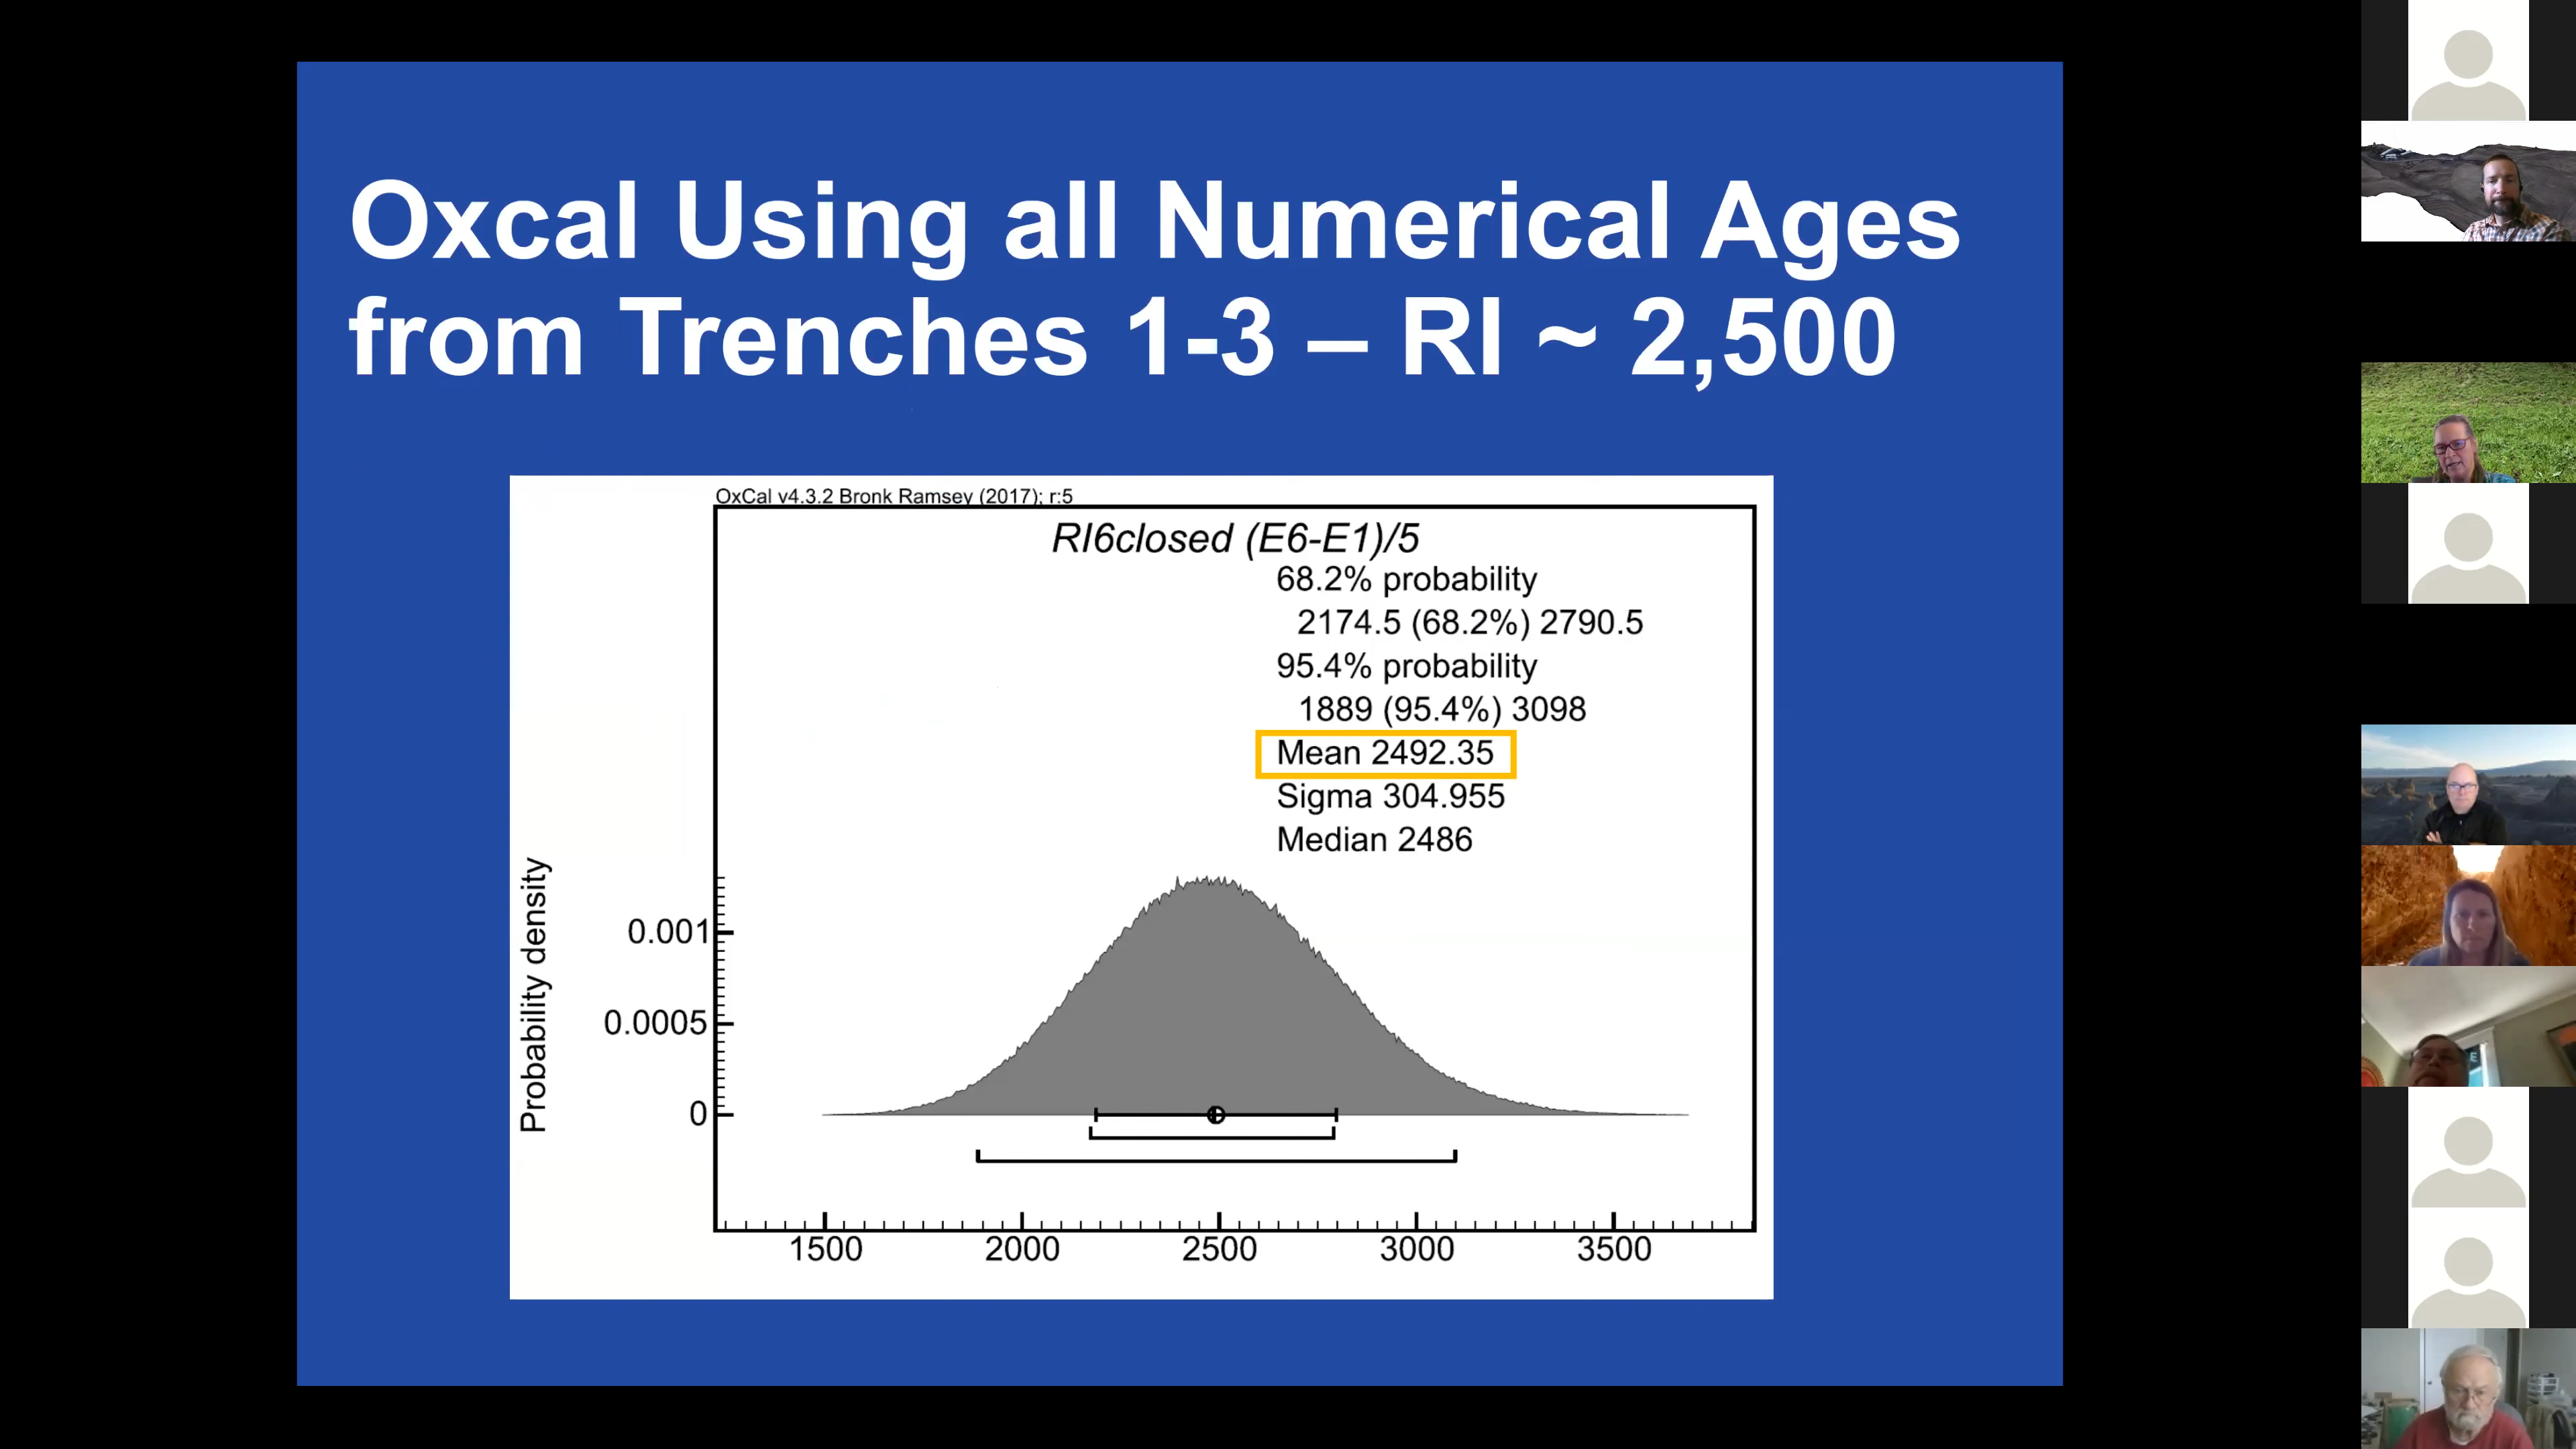 Oxcal Using all Numerical Ages
from Trenches 1-3 – RI ~ 2,500
OxCal v4.3.2 Bronk Ramsey (2017); r:5
RI6closed (E6-E1)/5
68.2% probability
2174.5 (68.2%) 2790.5
95.4% probability
1889 (95.4%) 3098
Mean 2492.35
Sigma 304.955
Median 2486
Probability density
0.001
0.0005
0
1500 2000 2500 3000 3500